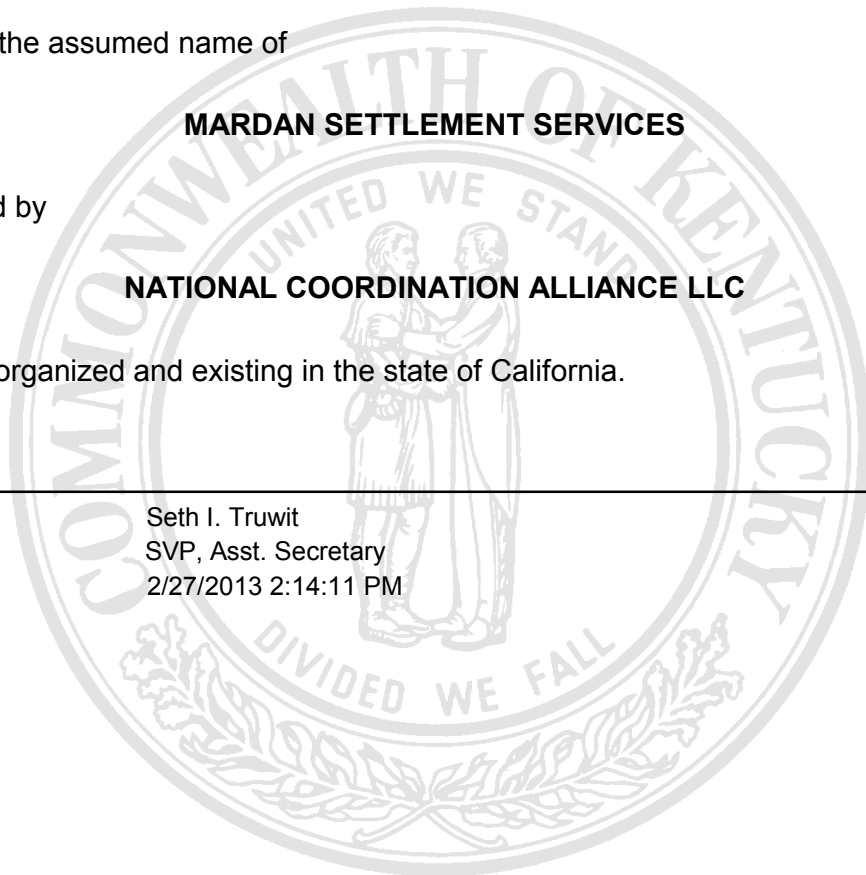 the assumed name of
MARDAN SETTLEMENT SERVICES
d by
NATIONAL COORDINATION ALLIANCE LLC
organized and existing in the state of California.
Seth I. Truwit
SVP, Asst. Secretary
2/27/2013 2:14:11 PM
COMMONWEALTH OF KENTUCKY
UNITED WE STAND
DIVIDED WE FALL